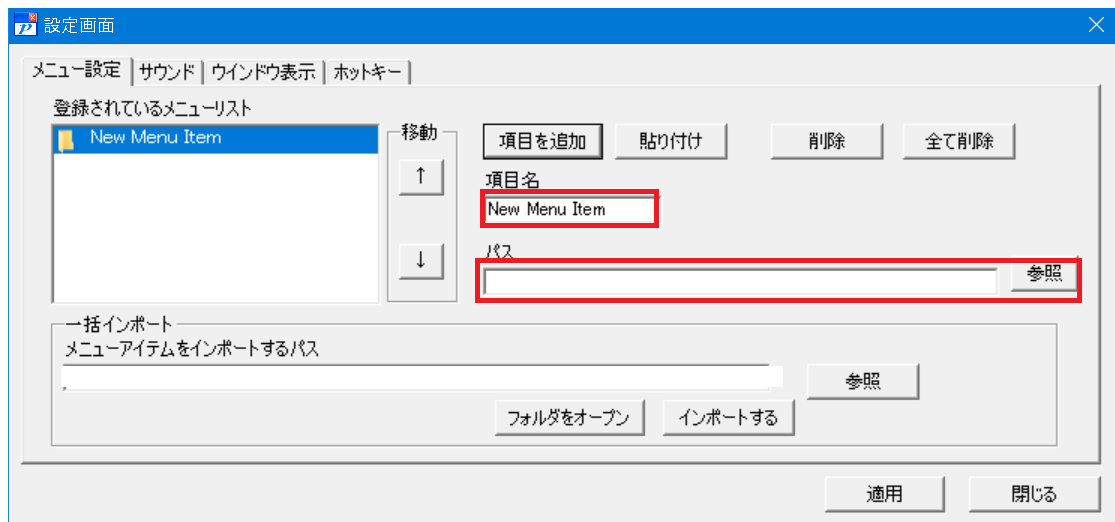 設定画面
メニュー設定 サウンド ウインドウ表示 ホットキー
登録されているメニューリスト
New Menu Item
移動
↑
↓
項目を追加 貼り付け 削除 全て削除
項目名
New Menu Item
パス
参照
一括インポート
メニューアイテムをインポートするパス
参照
フォルダをオープン インポートする
適用 閉じる